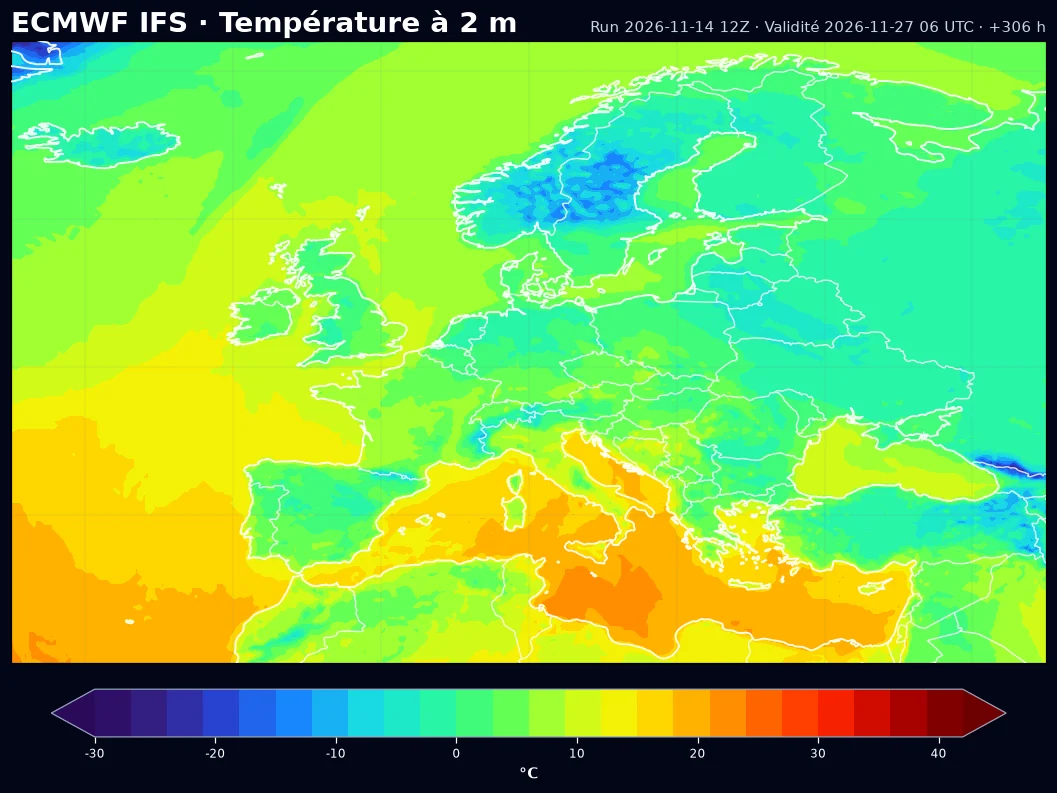 ECMWF IFS · Température à 2 m
Run 2026-11-14 12Z · Validité 2026-11-27 06 UTC · +306 h
-30 -20 -10 0 10 20 30 40
°C